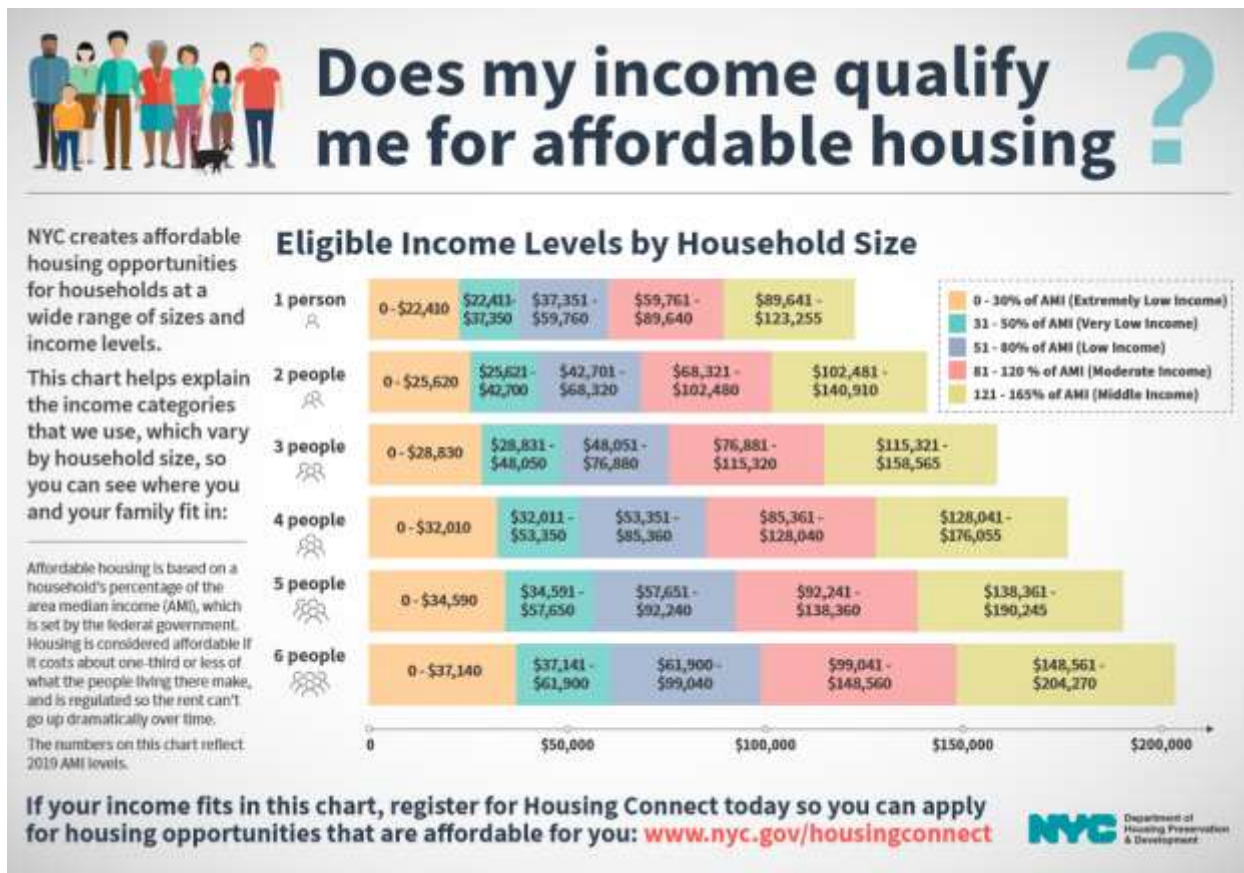 Does my income qualify
me for affordable housing
?
NYC creates affordable
housing opportunities
for households at a
wide range of sizes and
income levels.
This chart helps explain
the income categories
that we use, which vary
by household size, so
you can see where you
and your family fit in:
Affordable housing is based on a
household's percentage of the
area median income (AMI), which
is set by the federal government.
Housing is considered affordable if
it costs about one-third or less of
what the people living there make,
and is regulated so the rent can't
go up dramatically over time.
The numbers on this chart reflect
2019 AMI levels.
Eligible Income Levels by Household Size
0 - 30% of AMI (Extremely Low Income)
31 - 50% of AMI (Very Low Income)
51 - 80% of AMI (Low Income)
81 - 120 % of AMI (Moderate Income)
121 - 165% of AMI (Middle Income)
1 person
0 - $22,410
$22,411-
$37,350
$37,351 -
$59,760
$59,761 -
$89,640
$89,641 -
$123,255
2 people
0 - $25,620
$25,621 -
$42,700
$42,701 -
$68,320
$68,321 -
$102,480
$102,481 -
$140,910
3 people
0 - $28,830
$28,831 -
$48,050
$48,051 -
$76,880
$76,881 -
$115,320
$115,321 -
$158,565
4 people
0 - $32,010
$32,011 -
$53,350
$53,351 -
$85,360
$85,361 -
$128,040
$128,041 -
$176,055
5 people
0 - $34,590
$34,591 -
$57,650
$57,651 -
$92,240
$92,241 -
$138,360
$138,361 -
$190,245
6 people
0 - $37,140
$37,141 -
$61,900
$61,900 -
$99,040
$99,041 -
$148,560
$148,561 -
$204,270
0
$50,000
$100,000
$150,000
$200,000
If your income fits in this chart, register for Housing Connect today so you can apply
for housing opportunities that are affordable for you: www.nyc.gov/housingconnect
NYC
Department of
Housing Preservation
& Development